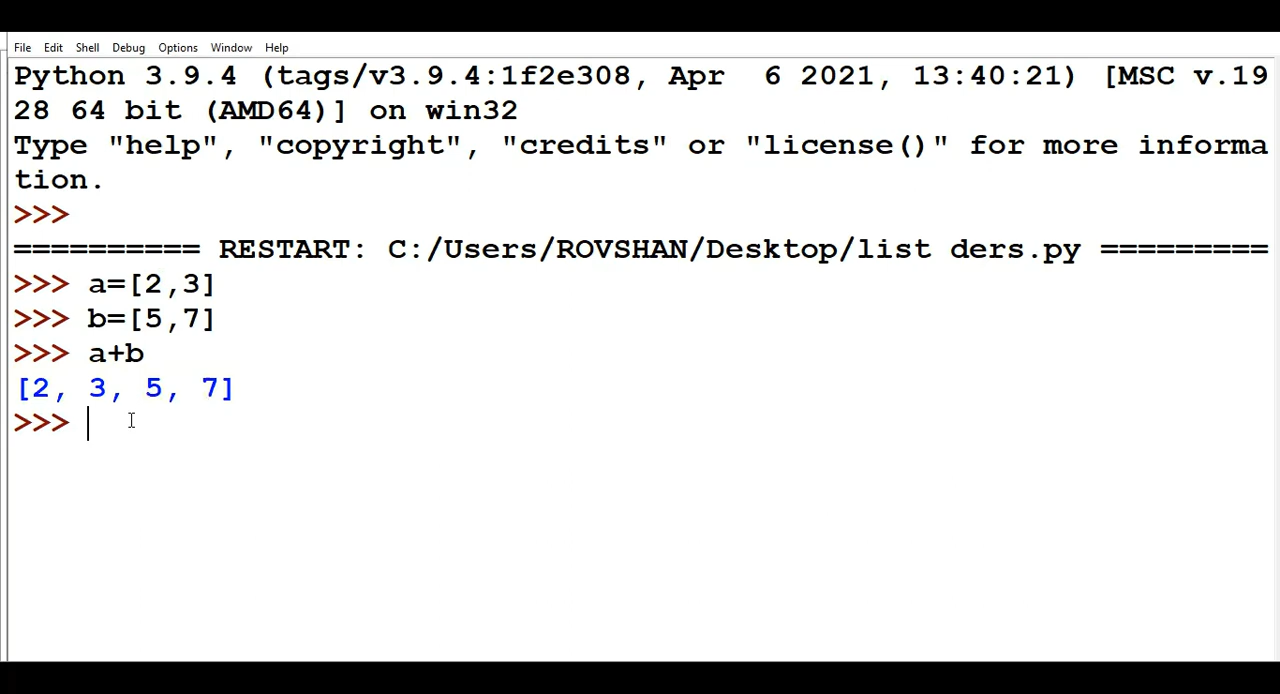 File Edit Shell Debug Options Window Help
Python 3.9.4 (tags/v3.9.4:1f2e308, Apr  6 2021, 13:40:21) [MSC v.19
28 64 bit (AMD64)] on win32
Type "help", "copyright", "credits" or "license()" for more informa
tion.
>>>
========== RESTART: C:/Users/ROVSHAN/Desktop/list ders.py =========
>>> a=[2,3]
>>> b=[5,7]
>>> a+b
[2, 3, 5, 7]
>>>